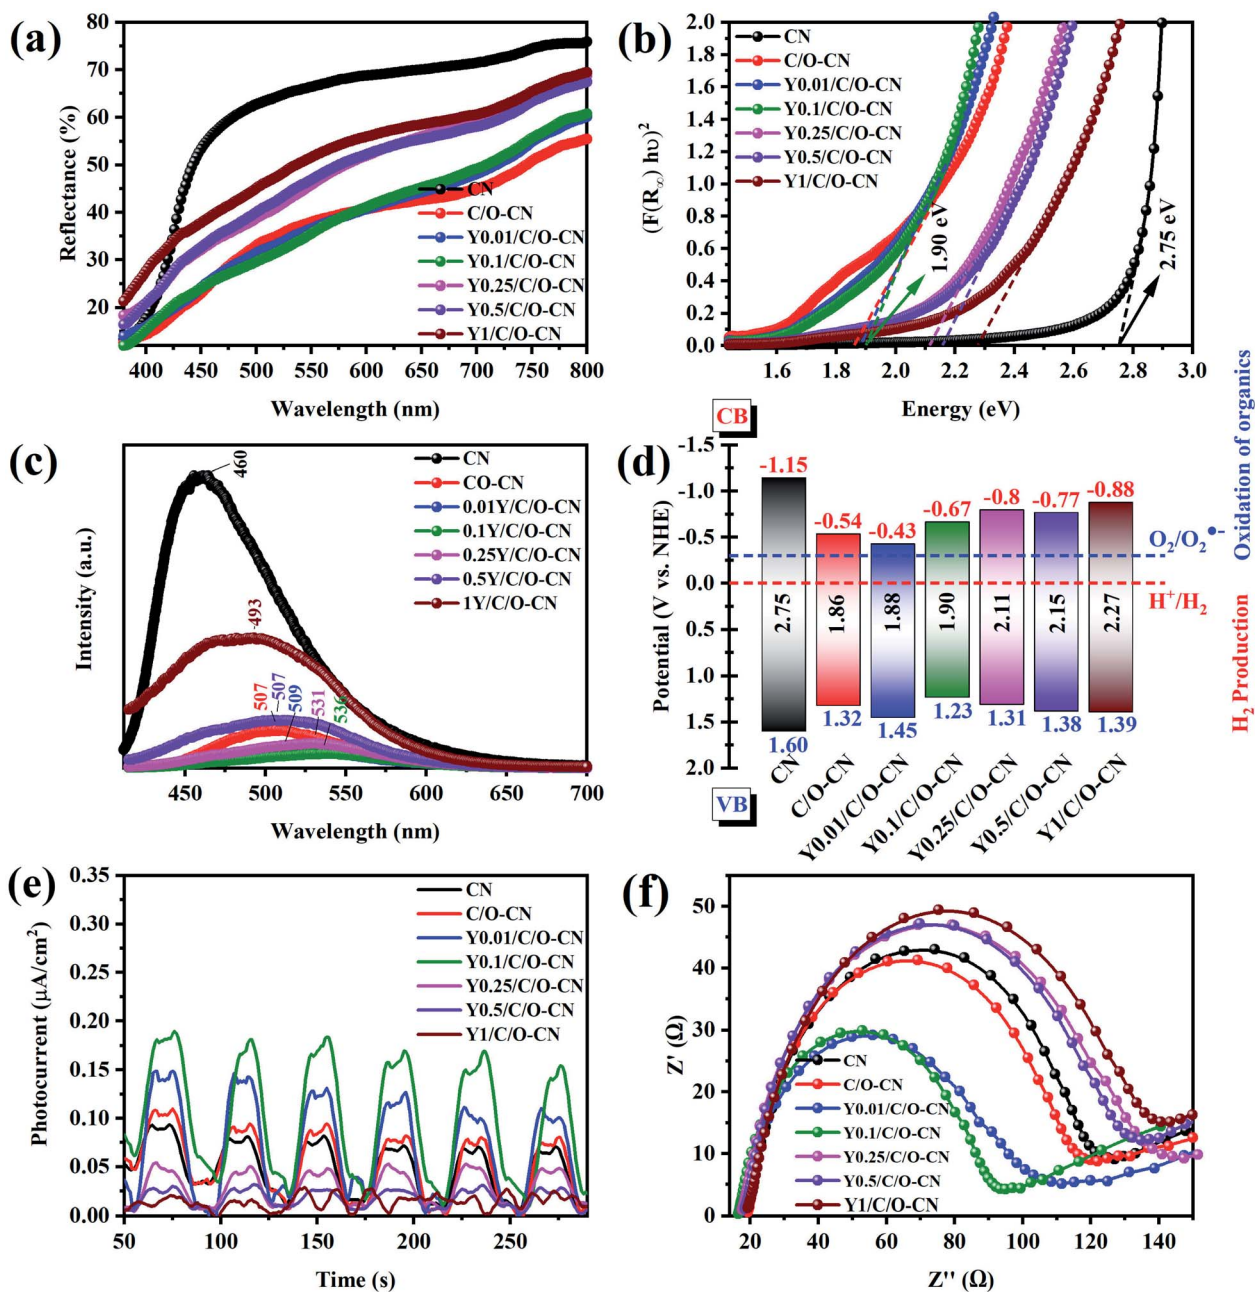 (a)
80
70
60
50
40
30
20
Reflectance (%)
CN
C/O-CN
Y0.01/C/O-CN
Y0.1/C/O-CN
Y0.25/C/O-CN
Y0.5/C/O-CN
Y1/C/O-CN
400 450 500 550 600 650 700 750 800
Wavelength (nm)
(b)
2.0
1.8
1.6
1.4
1.2
1.0
0.8
0.6
0.4
0.2
0.0
(F(R∞) hυ)²
CN
C/O-CN
Y0.01/C/O-CN
Y0.1/C/O-CN
Y0.25/C/O-CN
Y0.5/C/O-CN
Y1/C/O-CN
1.90 eV
2.75 eV
1.6 1.8 2.0 2.2 2.4 2.6 2.8 3.0
Energy (eV)
(c)
Intensity (a.u.)
460
493
507
507
509
531
CN
CO-CN
0.01Y/C/O-CN
0.1Y/C/O-CN
0.25Y/C/O-CN
0.5Y/C/O-CN
1Y/C/O-CN
450 500 550 600 650 700
Wavelength (nm)
CB
(d)
-1.5
-1.0
-0.5
0.0
0.5
1.0
1.5
2.0
Potential (V vs. NHE)
-1.15 -0.54 -0.43 -0.67 -0.8 -0.77 -0.88
2.75 1.86 1.88 1.90 2.11 2.15 2.27
1.60 1.32 1.45 1.23 1.31 1.38 1.39
O₂/O₂•-
H⁺/H₂
Oxidation of organics
H₂ Production
VB
CN C/O-CN Y0.01/C/O-CN Y0.1/C/O-CN Y0.25/C/O-CN Y0.5/C/O-CN Y1/C/O-CN
(e)
0.35
0.30
0.25
0.20
0.15
0.10
0.05
0.00
Photocurrent (μA/cm²)
CN
C/O-CN
Y0.01/C/O-CN
Y0.1/C/O-CN
Y0.25/C/O-CN
Y0.5/C/O-CN
Y1/C/O-CN
50 100 150 200 250
Time (s)
(f)
50
40
30
20
10
0
Z' (Ω)
CN
C/O-CN
Y0.01/C/O-CN
Y0.1/C/O-CN
Y0.25/C/O-CN
Y0.5/C/O-CN
Y1/C/O-CN
20 40 60 80 100 120 140
Z'' (Ω)